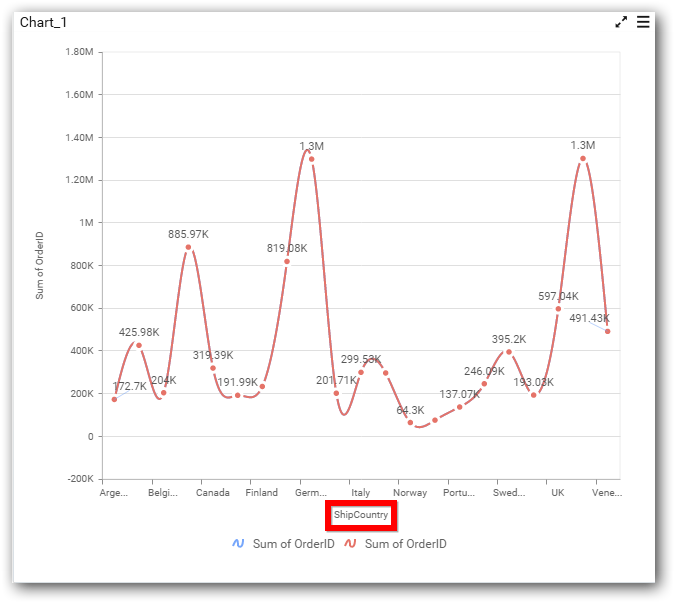 Chart_1
1.80M
1.60M
1.40M
1.20M
1M
800K
600K
400K
200K
0
-200K
Sum of OrderID
172.7K
425.98K
204K
885.97K
319.39K
191.99K
819.08K
1.3M
201.71K
299.53K
64.3K
137.07K
246.09K
395.2K
193.03K
597.04K
1.3M
491.43K
Arge... Belgi... Canada Finland Germ... Italy Norway Portu... Swed... UK Vene...
ShipCountry
Sum of OrderID Sum of OrderID